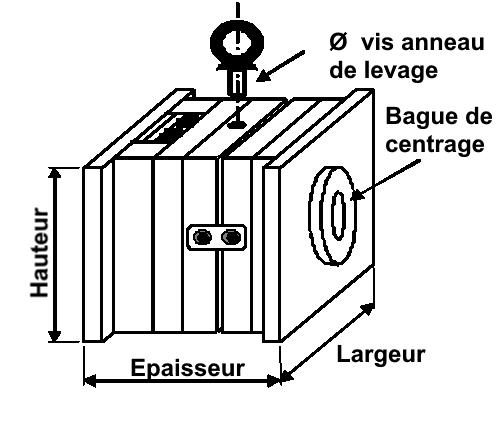 Ø vis anneau
de levage
Bague de
centrage
Hauteur
Epaisseur
Largeur